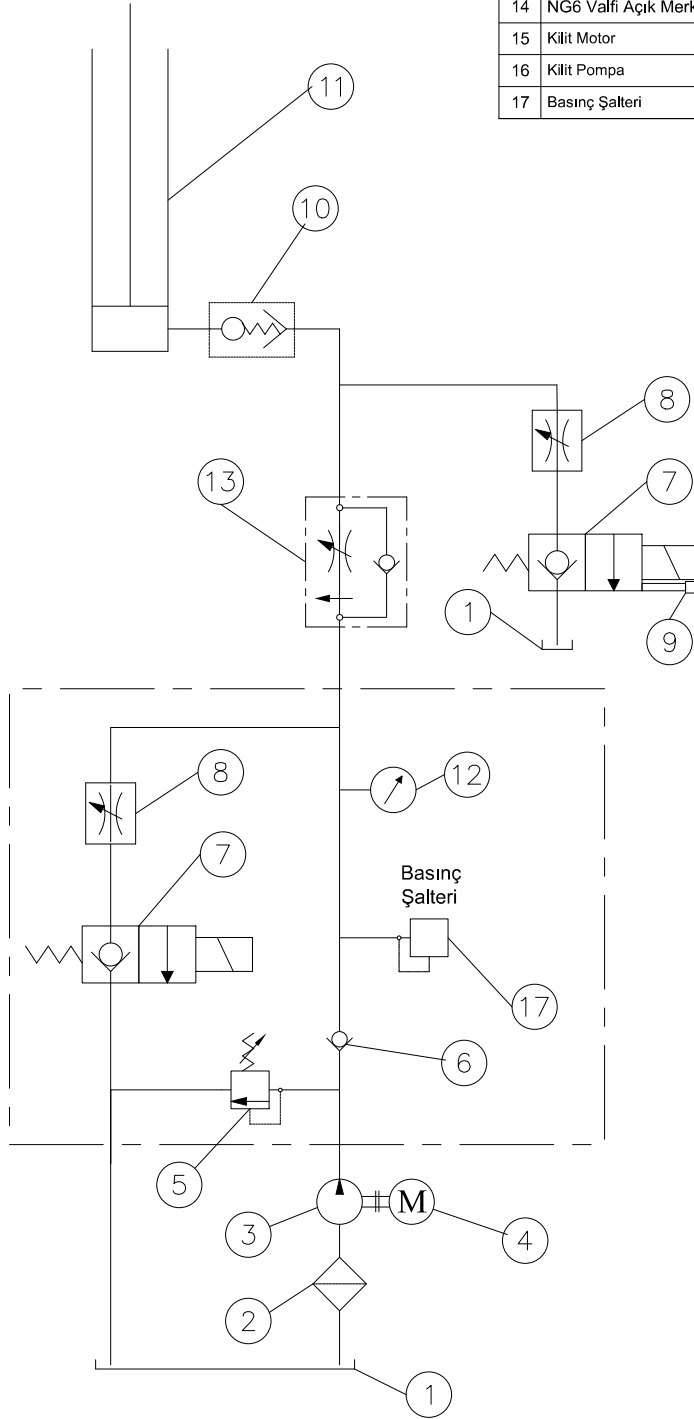 14 NG6 Valfi Açık Merk
15 Kilit Motor
16 Kilit Pompa
17 Basınç Şalteri
11
10
8
13
7
1
9
8
12
7
Basınç
Şalteri
17
6
5
3
M
4
2
1